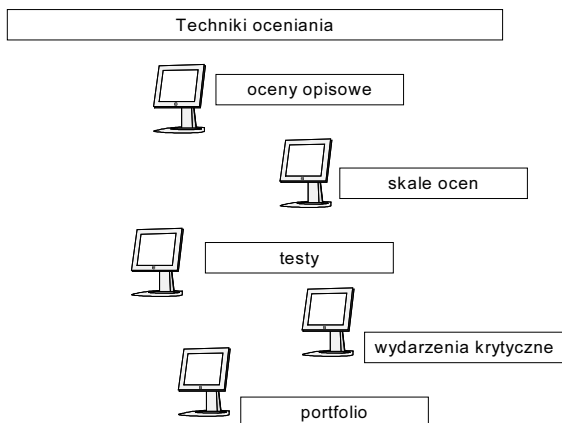 Techniki oceniania
oceny opisowe
skale ocen
testy
wydarzenia krytyczne
portfolio